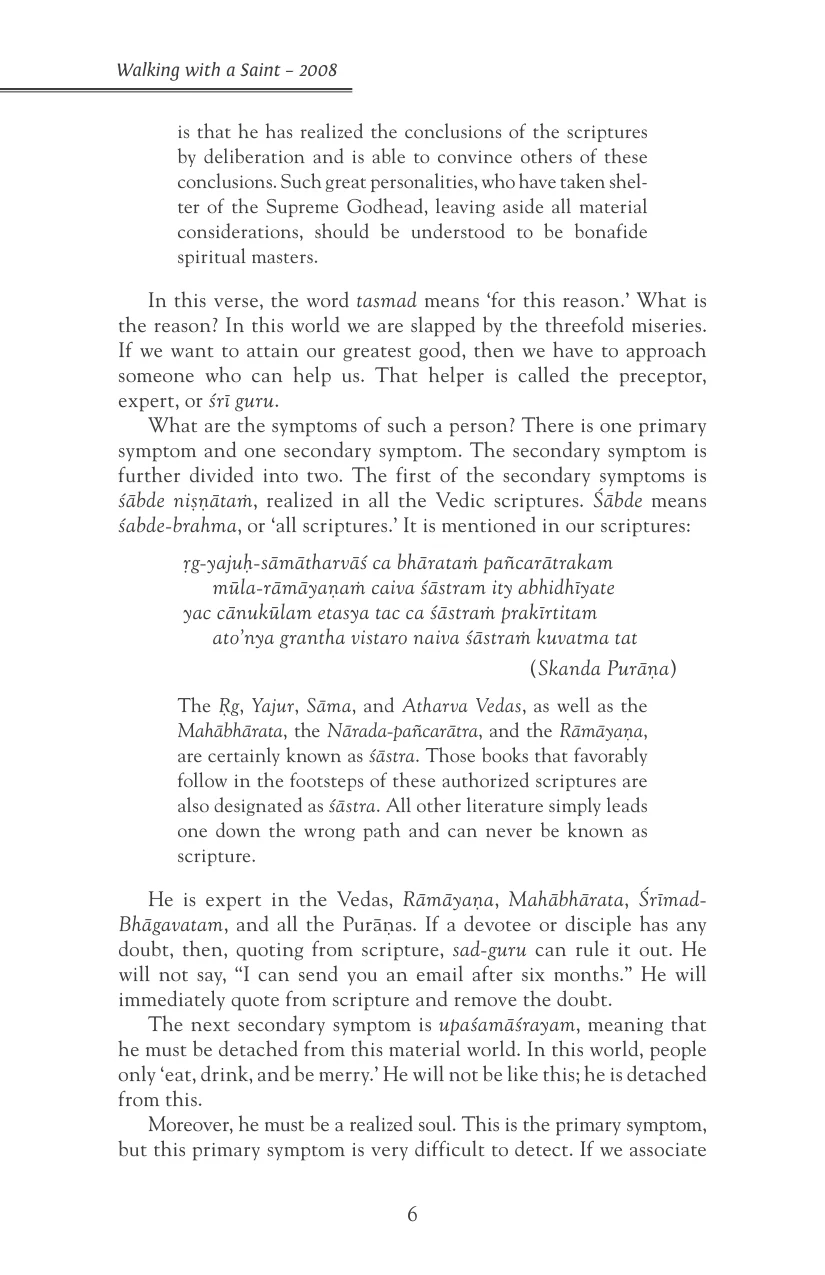 Walking with a Saint – 2008
is that he has realized the conclusions of the scriptures
by deliberation and is able to convince others of these
conclusions. Such great personalities, who have taken shel-
ter of the Supreme Godhead, leaving aside all material
considerations, should be understood to be bonafide
spiritual masters.
In this verse, the word tasmad means ‘for this reason.’ What is
the reason? In this world we are slapped by the threefold miseries.
If we want to attain our greatest good, then we have to approach
someone who can help us. That helper is called the preceptor,
expert, or śrī guru.
What are the symptoms of such a person? There is one primary
symptom and one secondary symptom. The secondary symptom is
further divided into two. The first of the secondary symptoms is
śābde niṣṇātaṁ, realized in all the Vedic scriptures. Śābde means
śabde-brahma, or ‘all scriptures.’ It is mentioned in our scriptures:
ṛg-yajuḥ-sāmātharvāś ca bhārataṁ pañcarātrakam
mūla-rāmāyaṇaṁ caiva śāstram ity abhidhīyate
yac cānukūlam etasya tac ca śāstraṁ prakīrtitam
ato’nya grantha vistaro naiva śāstraṁ kuvatma tat
(Skanda Purāṇa)
The Ṛg, Yajur, Sāma, and Atharva Vedas, as well as the
Mahābhārata, the Nārada-pañcarātra, and the Rāmāyaṇa,
are certainly known as śāstra. Those books that favorably
follow in the footsteps of these authorized scriptures are
also designated as śāstra. All other literature simply leads
one down the wrong path and can never be known as
scripture.
He is expert in the Vedas, Rāmāyaṇa, Mahābhārata, Śrīmad-
Bhāgavatam, and all the Purāṇas. If a devotee or disciple has any
doubt, then, quoting from scripture, sad-guru can rule it out. He
will not say, “I can send you an email after six months.” He will
immediately quote from scripture and remove the doubt.
The next secondary symptom is upaśamāśrayam, meaning that
he must be detached from this material world. In this world, people
only ‘eat, drink, and be merry.’ He will not be like this; he is detached
from this.
Moreover, he must be a realized soul. This is the primary symptom,
but this primary symptom is very difficult to detect. If we associate
6